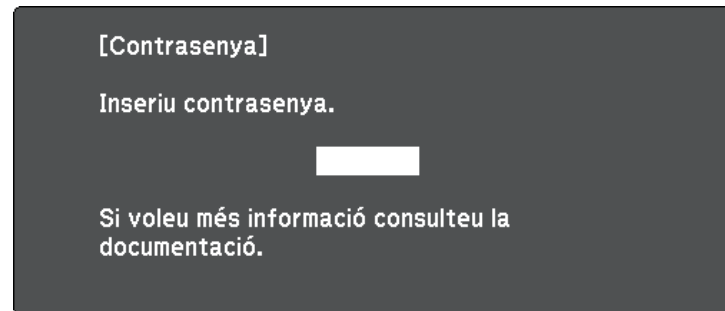 [Contrasenya]
Inseriu contrasenya.
Si voleu més informació consulteu la
documentació.